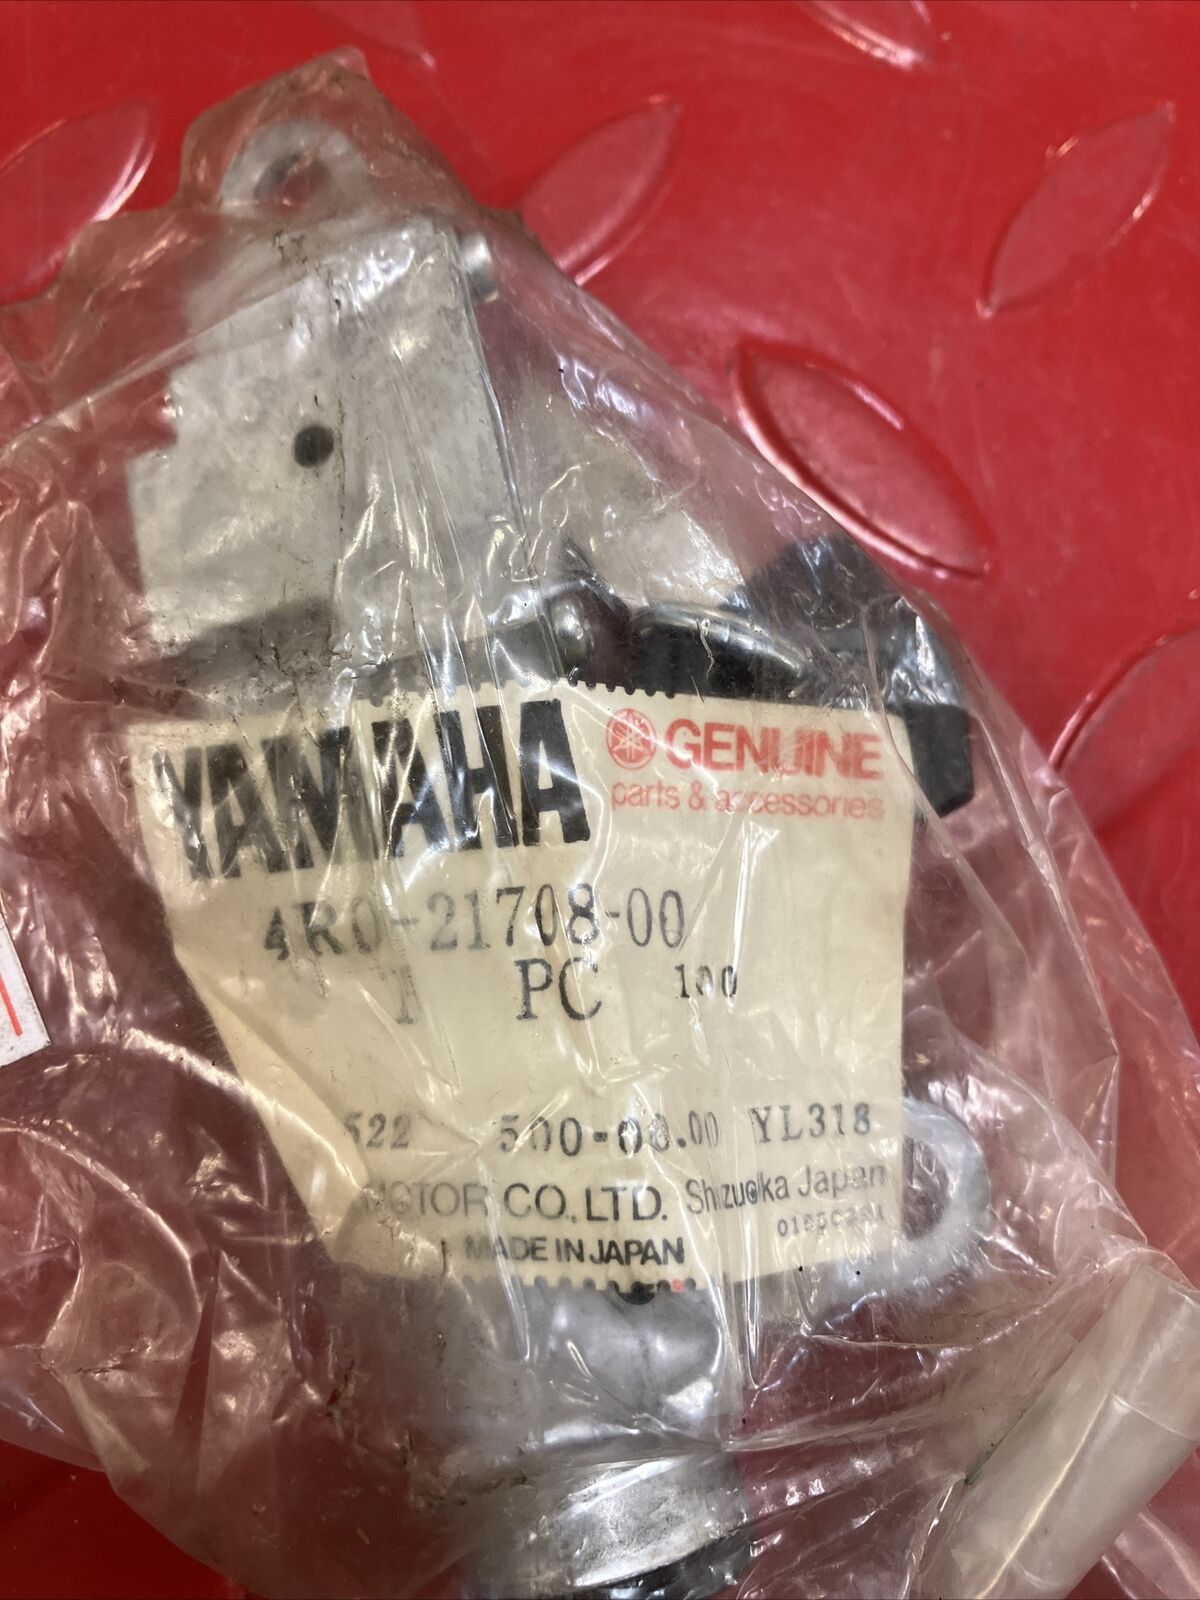 YAMAHA
GENUINE
parts & accessories
4R0-21708-00
1 PC 100
522 500-00.00 YL318
MOTOR CO., LTD. Shizuoka Japan
MADE IN JAPAN